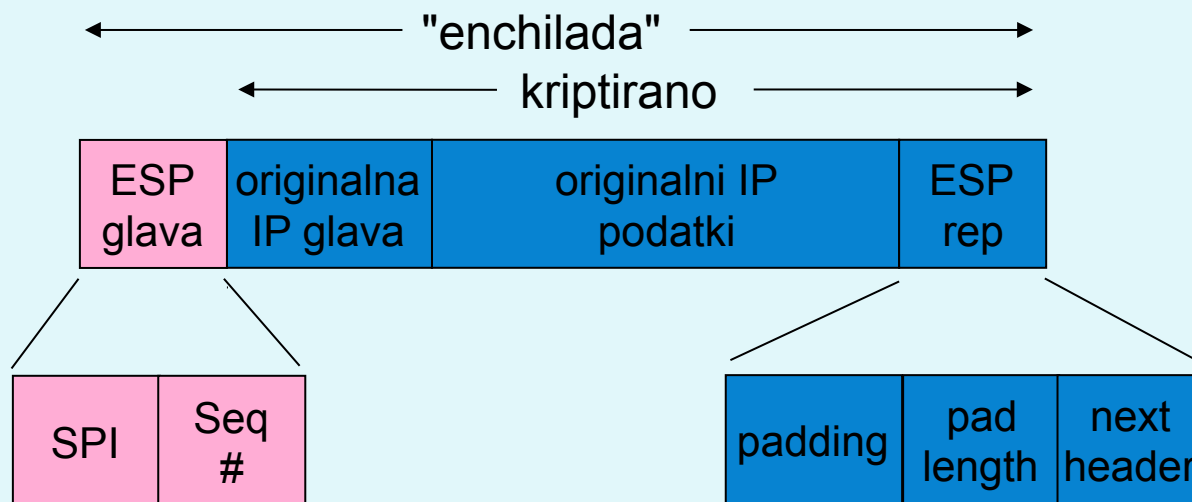 "enchilada"
kriptirano
ESP
glava
originalna
IP glava
originalni IP
podatki
ESP
rep
SPI
Seq
#
padding
pad
length
next
header